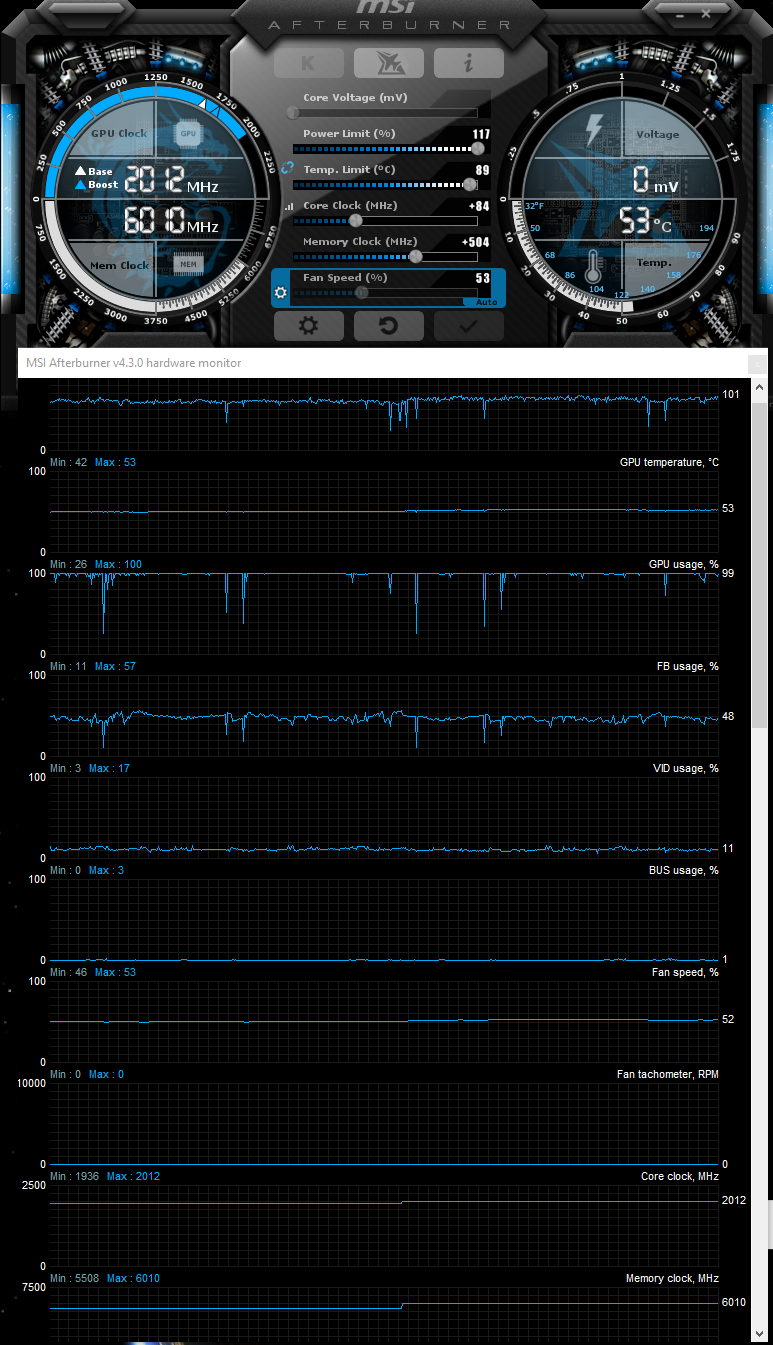 msi
AFTERBURNER
K
i
GPU Clock
GPU
Base
Boost
2012 MHz
6010 MHz
Mem Clock
MEM
0
250
500
750
1000
1250
1500
1750
2000
2250
0
750
1500
2250
3000
3750
4500
5250
6000
6750
Core Voltage (mV)
Power Limit (%)
117
Temp. Limit (°C)
89
Core Clock (MHz)
+84
Memory Clock (MHz)
+504
Fan Speed (%)
53
Auto
Voltage
0 mV
53°C
Temp.
0
.25
.5
.75
1
1.25
1.5
1.75
0
10
20
30
40
50
60
70
80
90
32°F
50
68
86
104
122
140
158
176
194
MSI Afterburner v4.3.0 hardware monitor
101
0
Min : 42 Max : 53
GPU temperature, °C
100
53
0
Min : 26 Max : 100
GPU usage, %
100
99
0
Min : 11 Max : 57
FB usage, %
100
48
0
Min : 3 Max : 17
VID usage, %
100
11
0
Min : 0 Max : 3
BUS usage, %
100
1
0
Min : 46 Max : 53
Fan speed, %
100
52
0
Min : 0 Max : 0
Fan tachometer, RPM
10000
0
0
Min : 1936 Max : 2012
Core clock, MHz
2500
2012
0
Min : 5508 Max : 6010
Memory clock, MHz
7500
6010